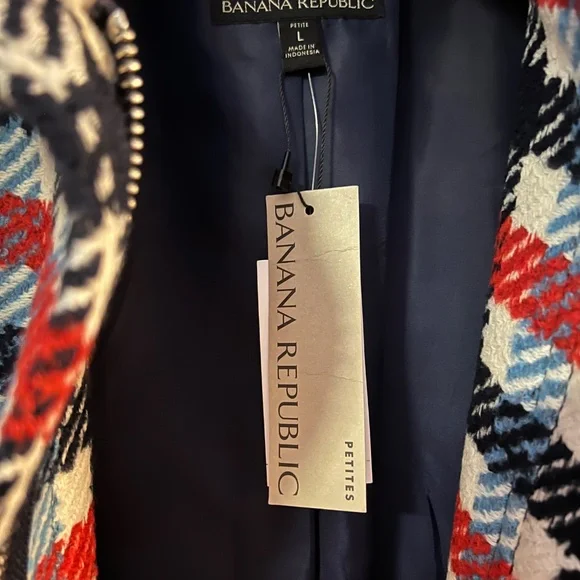 BANANA REPUBLIC
PETITE
L
MADE IN
INDONESIA
BANANA REPUBLIC
PETITES